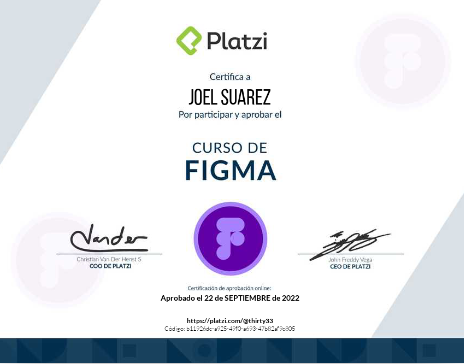 Platzi
Certifica a
JOEL SUAREZ
Por participar y aprobar el
CURSO DE
FIGMA
Christian Van Der Henst S
COO DE PLATZI
John Freddy Vega
CEO DE PLATZI
Certificación de aprobación online:
Aprobado el 22 de SEPTIEMBRE de 2022
https://platzi.com/@thirty33
Código: